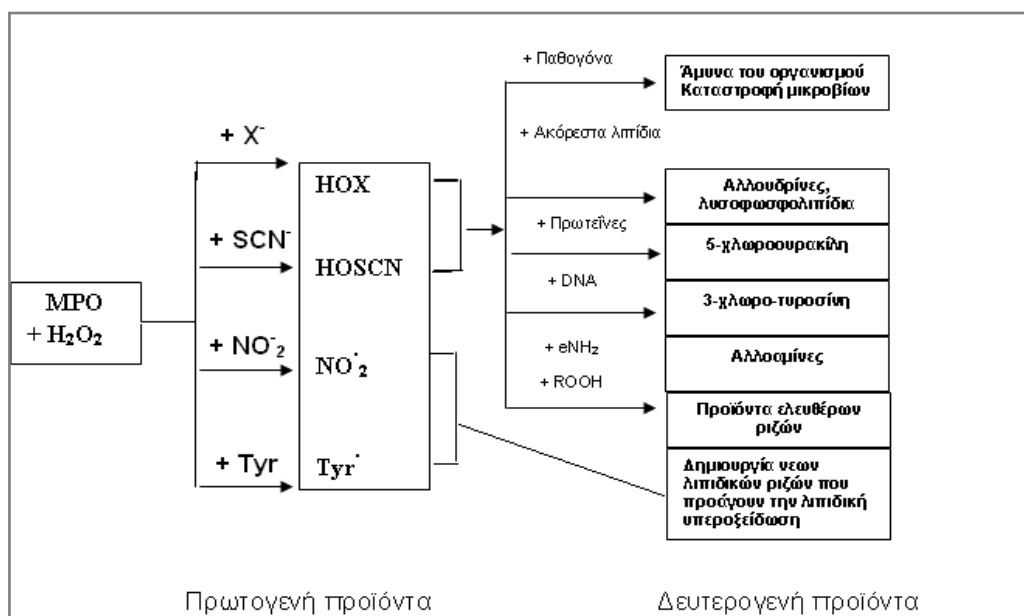 MPO
+ H₂O₂
+ X⁻
+ SCN⁻
+ NO⁻₂
+ Tyr
HOX
HOSCN
NO˙₂
Tyr˙
+ Παθογόνα
+ Ακόρεστα λιπίδια
+ Πρωτεΐνες
+ DNA
+ eNH₂
+ ROOH
Άμυνα του οργανισμού
Καταστροφή μικροβίων
Αλλουδρίνες,
λυσοφωσφολιπίδια
5-χλωροουρακίλη
3-χλωρο-τυροσίνη
Αλλοαμίνες
Προϊόντα ελευθέρων
ριζών
Δημιουργία νεων
λιπιδικών ριζών που
προάγουν την λιπιδική
υπεροξείδωση
Πρωτογενή προϊόντα
Δευτερογενή προϊόντα